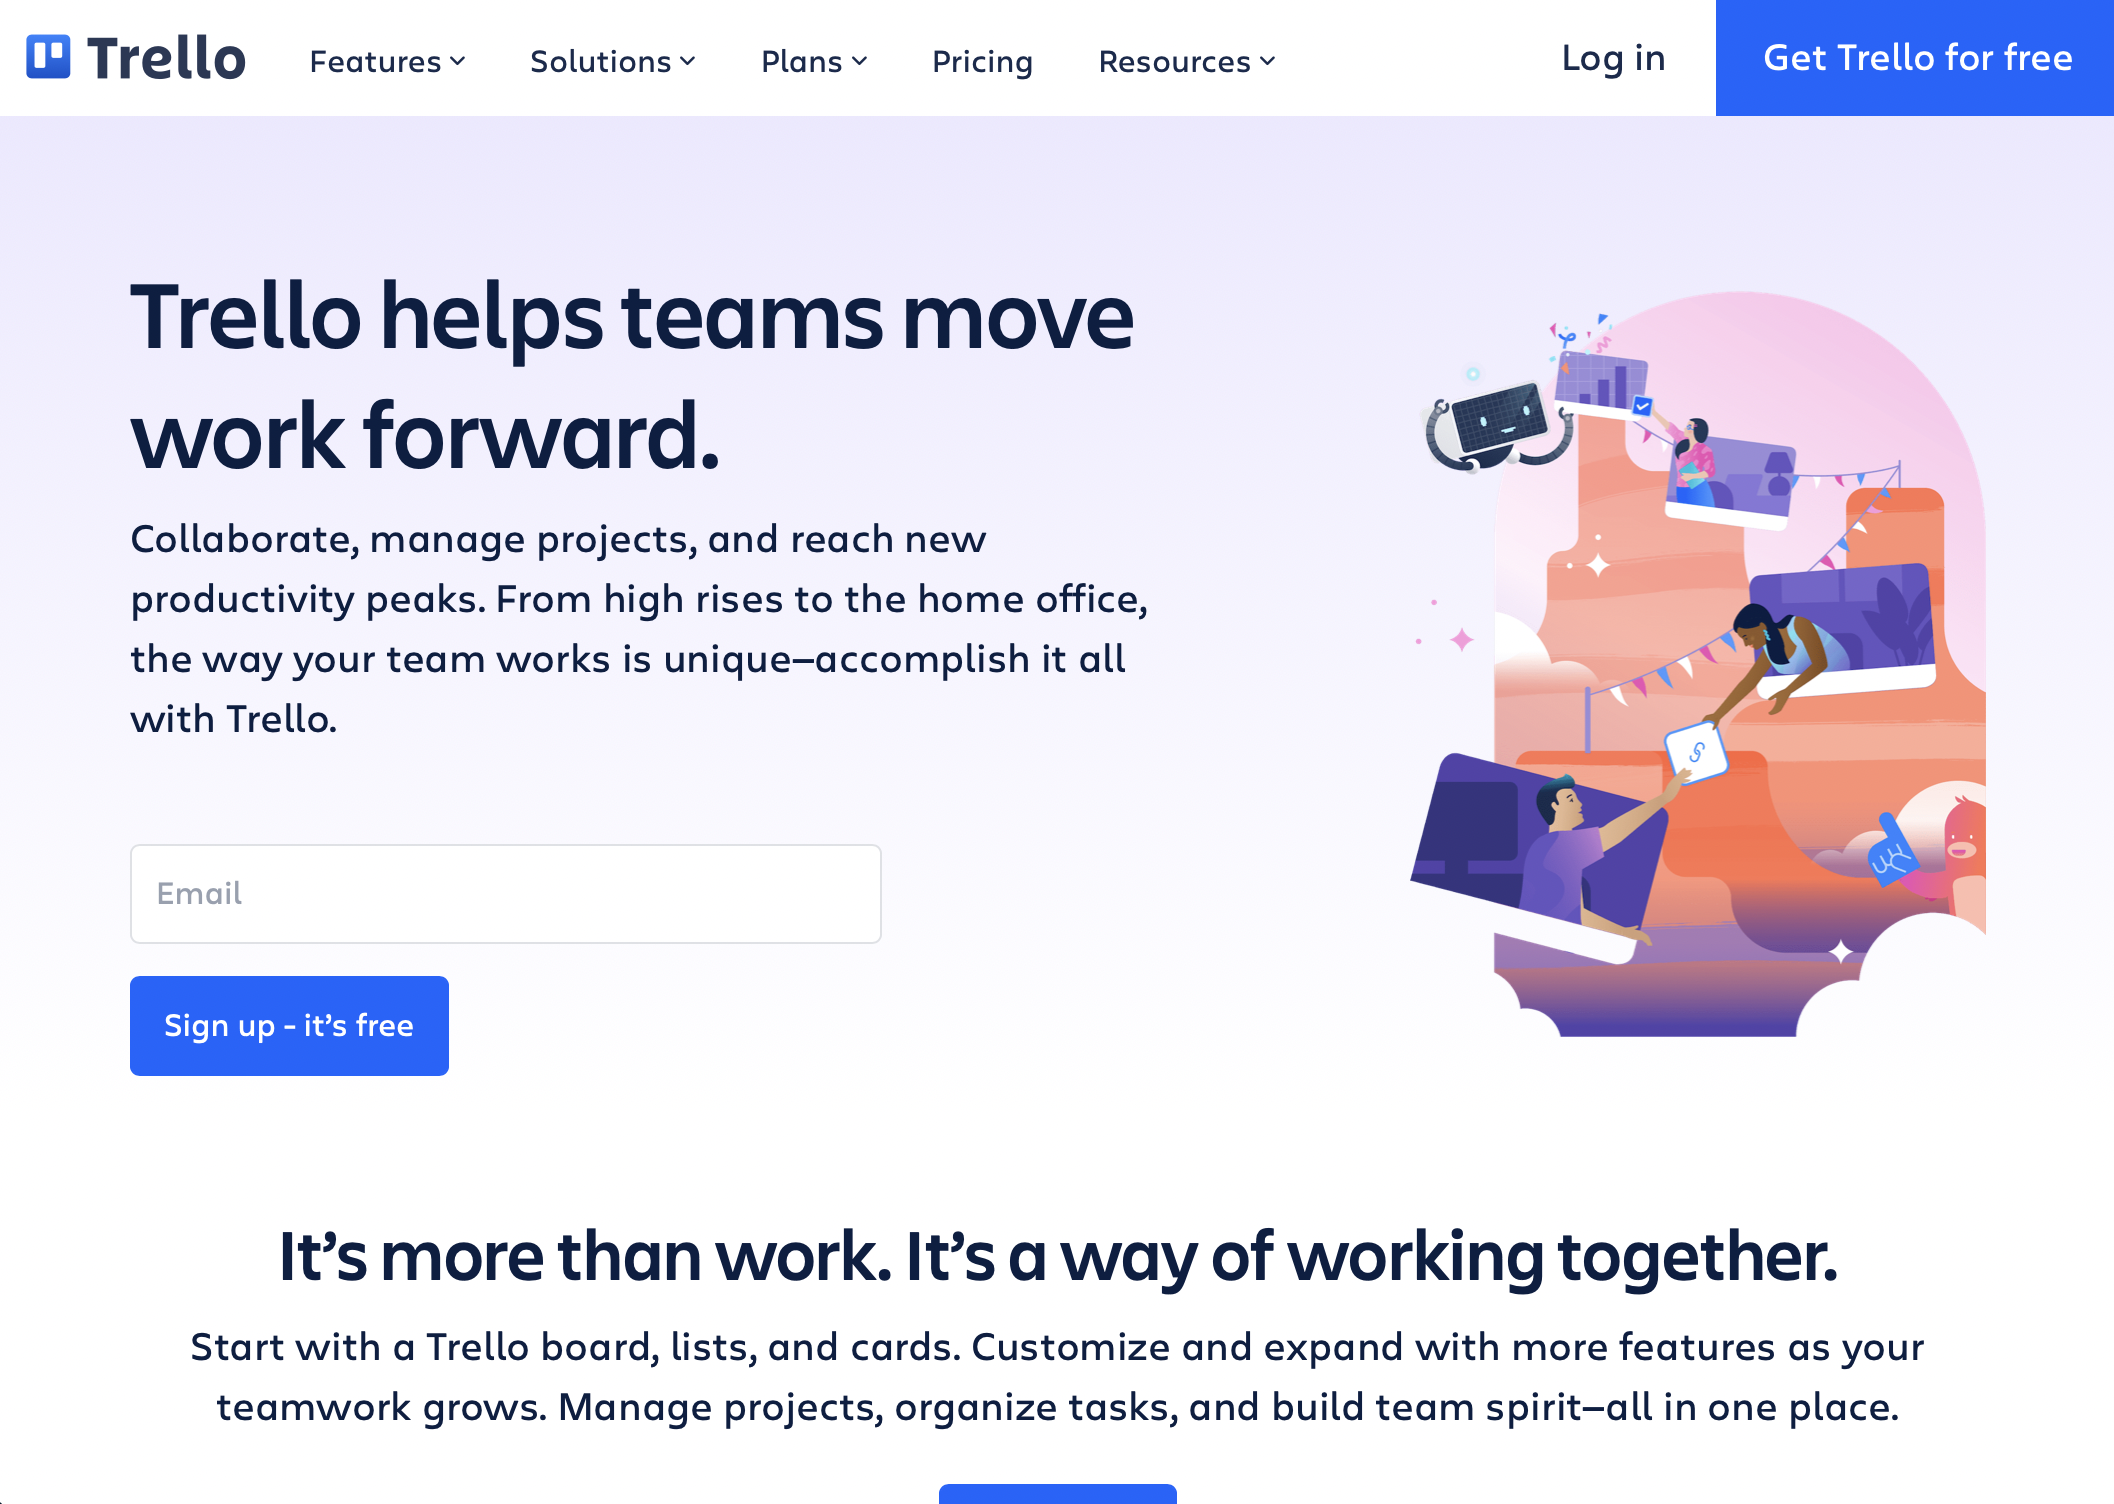 Trello
Features
Solutions
Plans
Pricing
Resources
Log in
Get Trello for free
Trello helps teams move
work forward.
Collaborate, manage projects, and reach new
productivity peaks. From high rises to the home office,
the way your team works is unique—accomplish it all
with Trello.
Email
Sign up - it’s free
It’s more than work. It’s a way of working together.
Start with a Trello board, lists, and cards. Customize and expand with more features as your
teamwork grows. Manage projects, organize tasks, and build team spirit—all in one place.